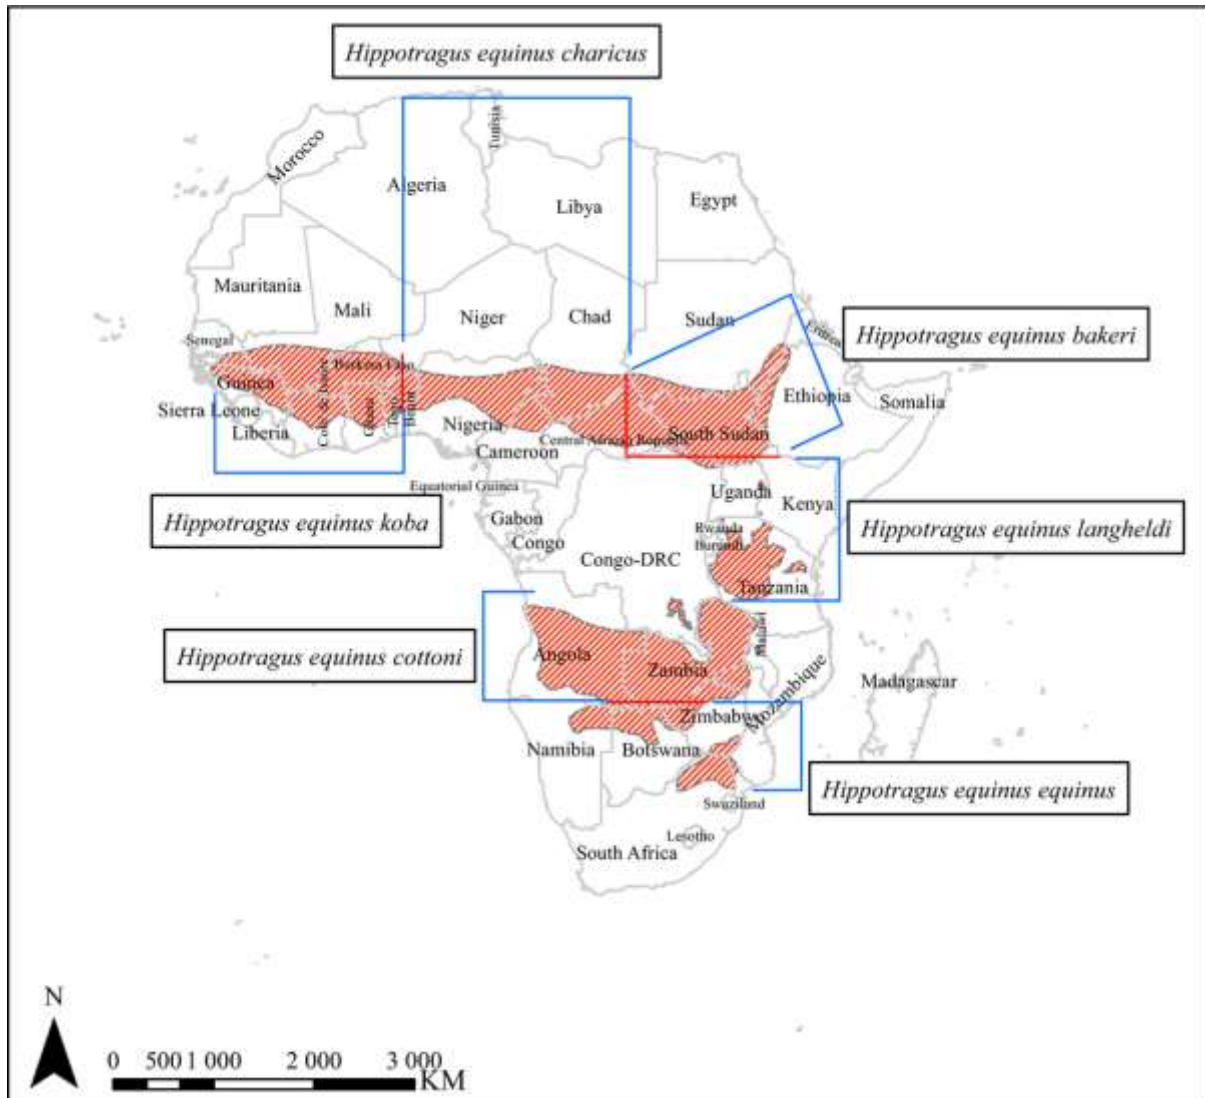 Hippotragus equinus charicus
Tunisia
Morocco
Algeria
Libya
Egypt
Mauritania
Mali
Niger
Chad
Sudan
Eritrea
Hippotragus equinus bakeri
Senegal
Burkina Faso
Guinea
Ethiopia
Somalia
Sierra Leone
Liberia
Côte de Ivoire
Ghana
Togo
Benin
Nigeria
Central African Republic
South Sudan
Cameroon
Equatorial Guinea
Uganda
Kenya
Hippotragus equinus koba
Gabon
Congo
Rwanda
Burundi
Hippotragus equinus langheldi
Congo-DRC
Tanzania
Hippotragus equinus cottoni
Angola
Zambia
Malawi
Madagascar
Mozambique
Zimbabwe
Namibia
Botswana
Hippotragus equinus equinus
Swaziland
Lesotho
South Africa
N
0 500 1 000 2 000 3 000
KM